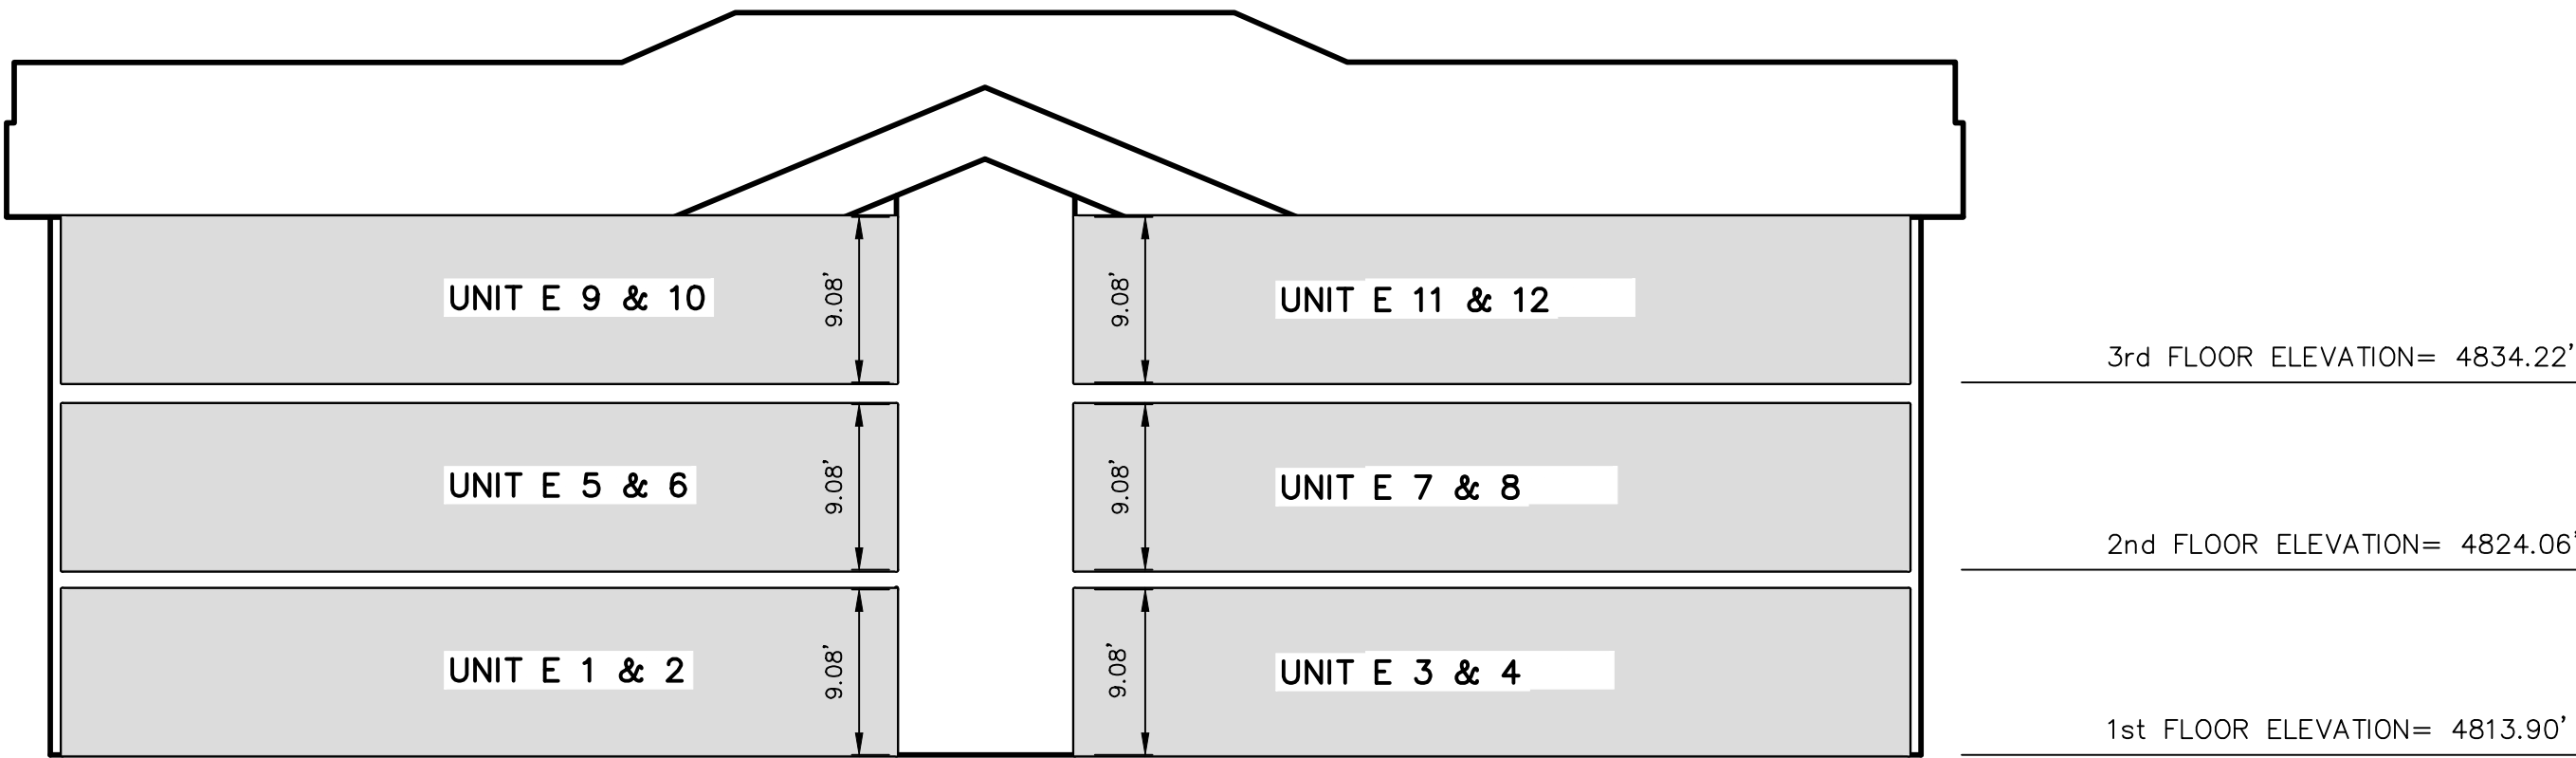 UNIT E 9 & 10
9.08'
9.08'
UNIT E 11 & 12
3rd FLOOR ELEVATION= 4834.22'
UNIT E 5 & 6
9.08'
9.08'
UNIT E 7 & 8
2nd FLOOR ELEVATION= 4824.06'
UNIT E 1 & 2
9.08'
9.08'
UNIT E 3 & 4
1st FLOOR ELEVATION= 4813.90'